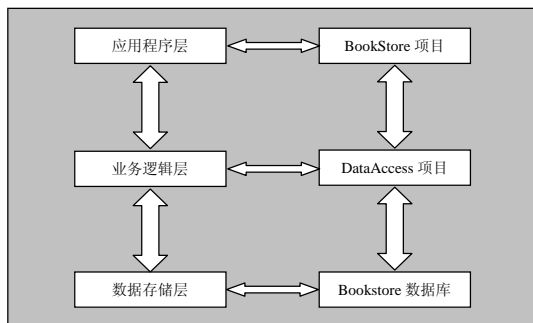 应用程序层
BookStore 项目
业务逻辑层
DataAccess 项目
数据存储层
Bookstore 数据库